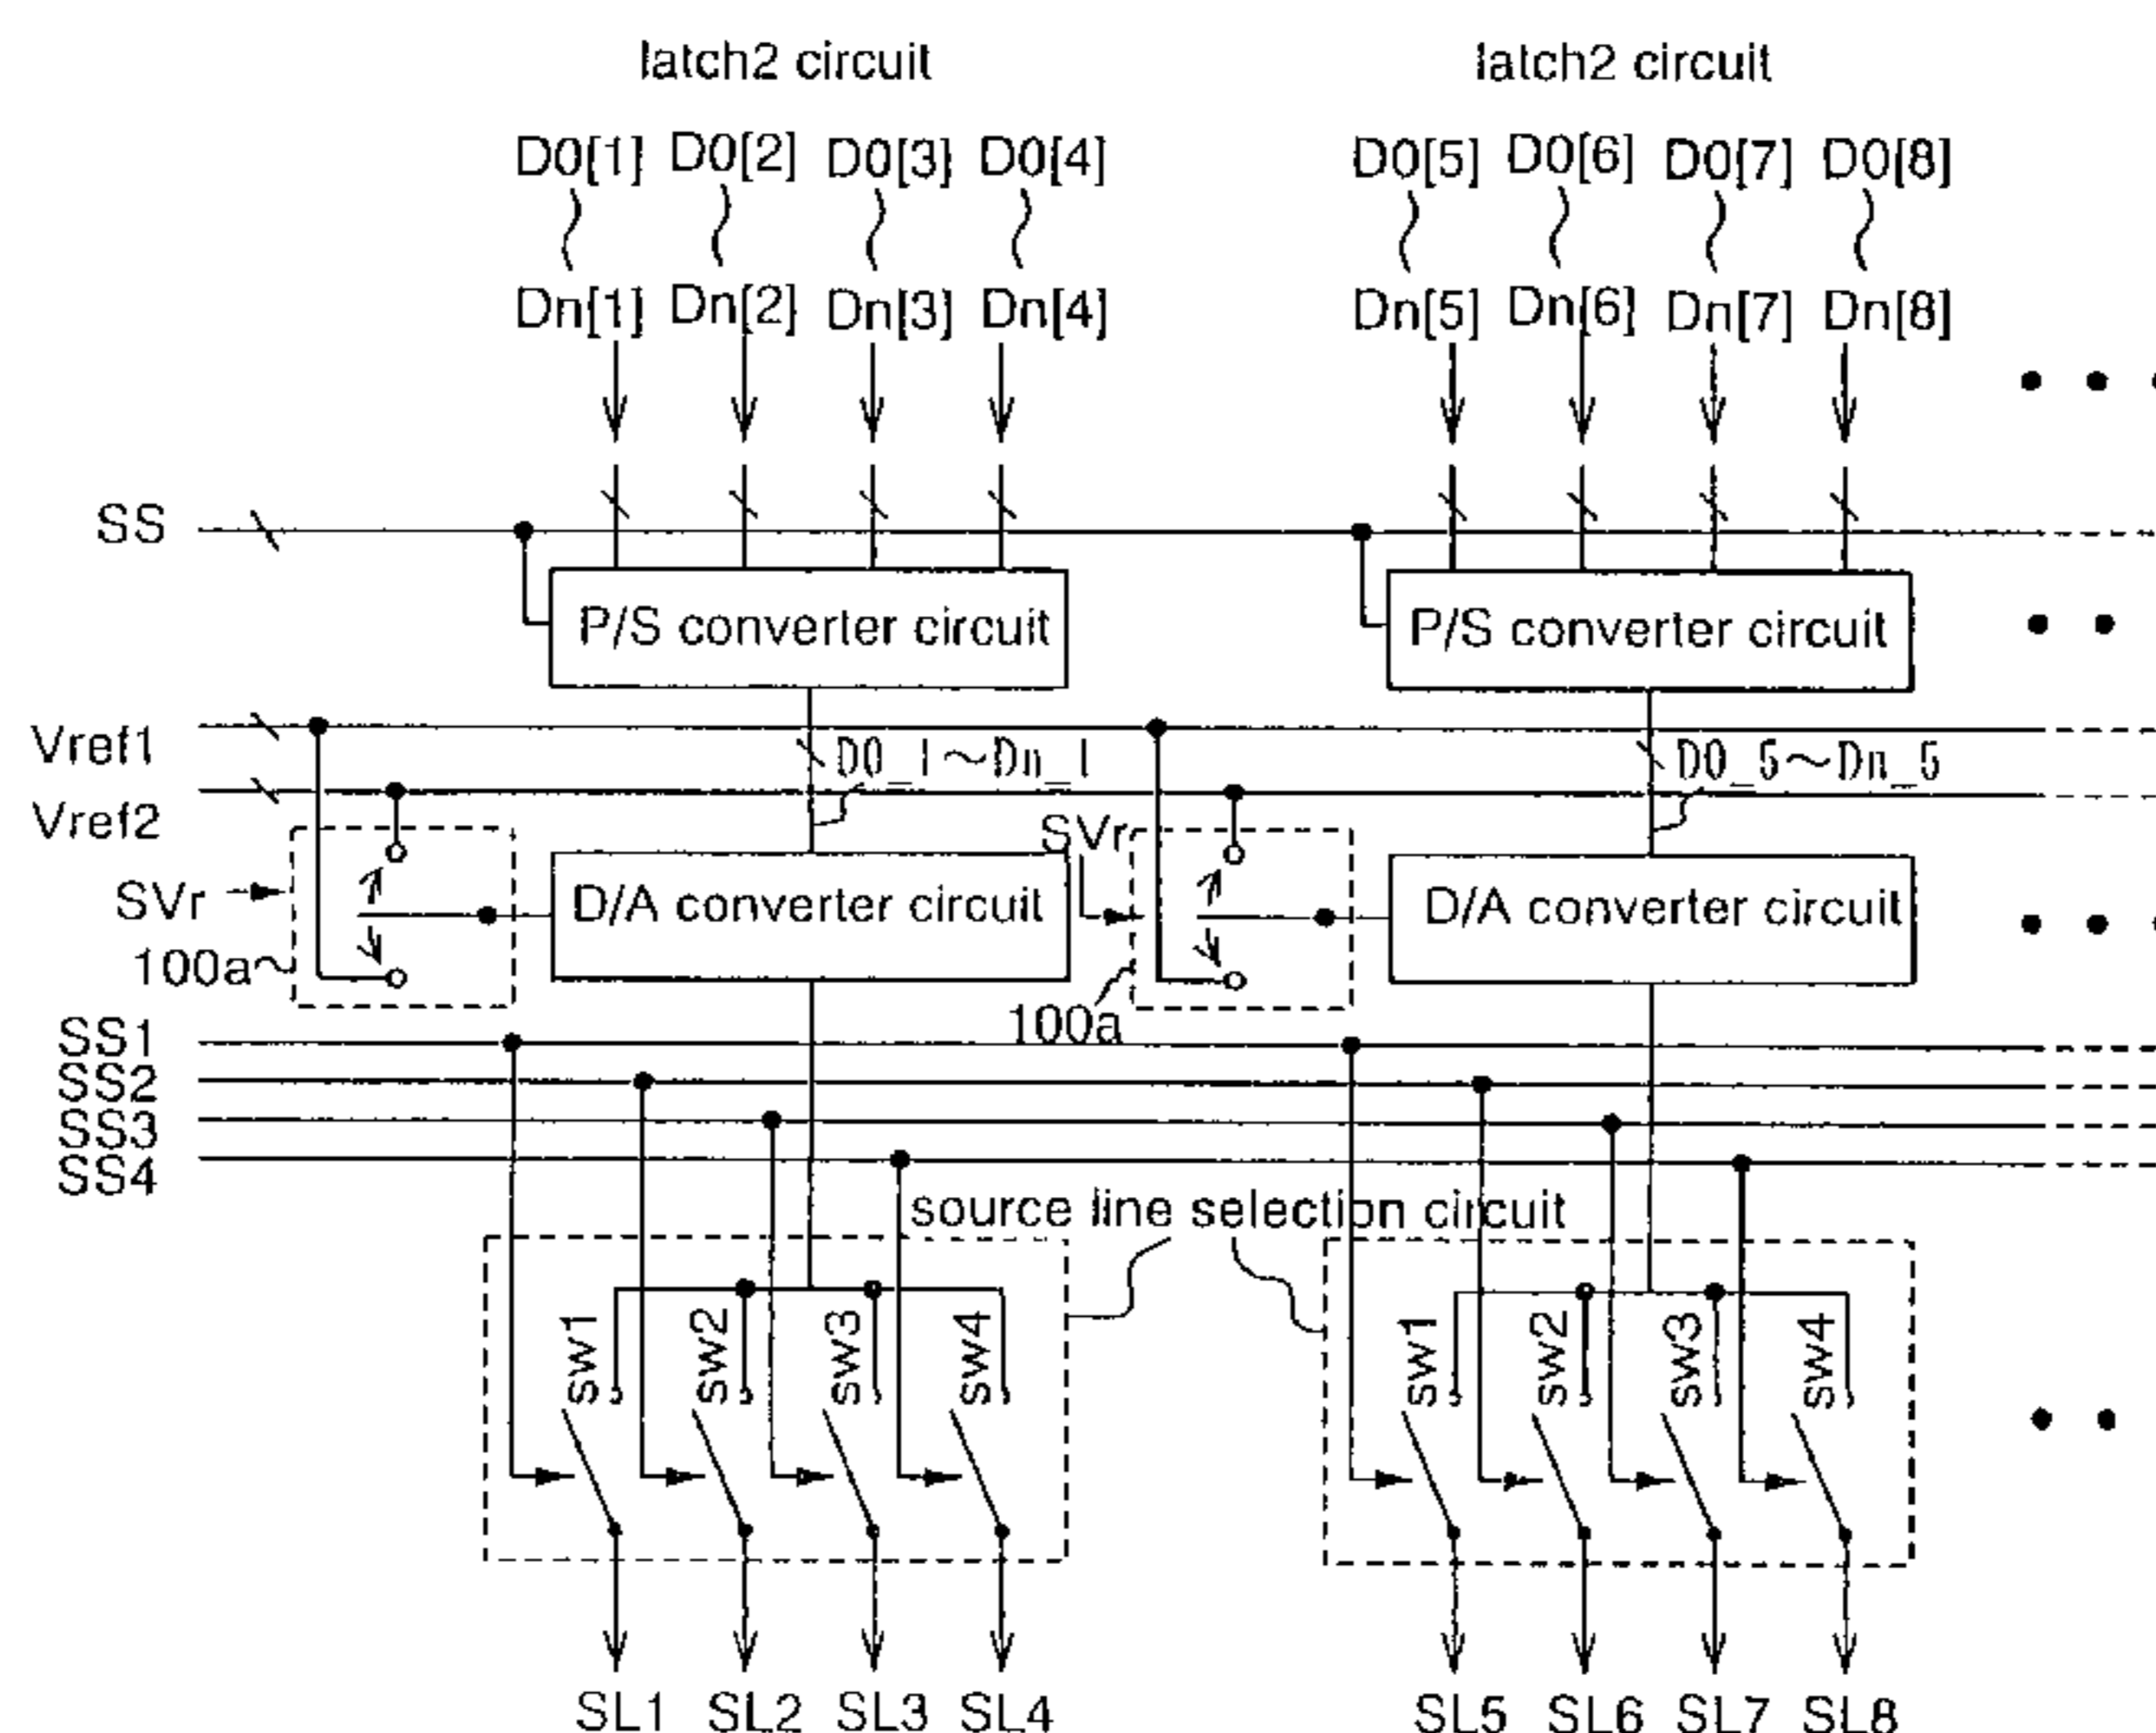 latch2 circuit latch2 circuit
D0[1] D0[2] D0[3] D0[4] D0[5] D0[6] D0[7] D0[8]
Dn[1] Dn[2] Dn[3] Dn[4] Dn[5] Dn[6] Dn[7] Dn[8]
SS
P/S converter circuit P/S converter circuit
Vref1
D0_1~Dn_1 D0_5~Dn_5
Vref2
SVr
SVr
D/A converter circuit D/A converter circuit
100a
100a
SS1
SS2
SS3
SS4
source line selection circuit
sw1 sw2 sw3 sw4 sw1 sw2 sw3 sw4
SL1 SL2 SL3 SL4 SL5 SL6 SL7 SL8